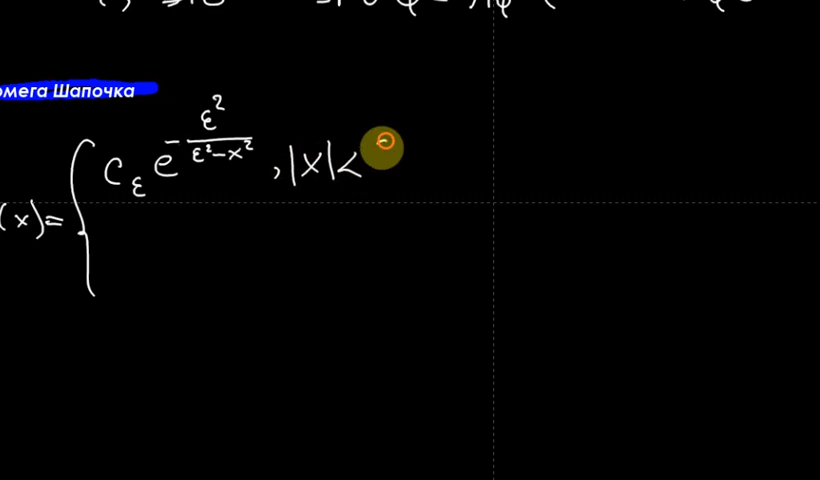 омега Шапочка
(x)= { C_ε e^{-ε²/(ε²-x²)}, |x|<